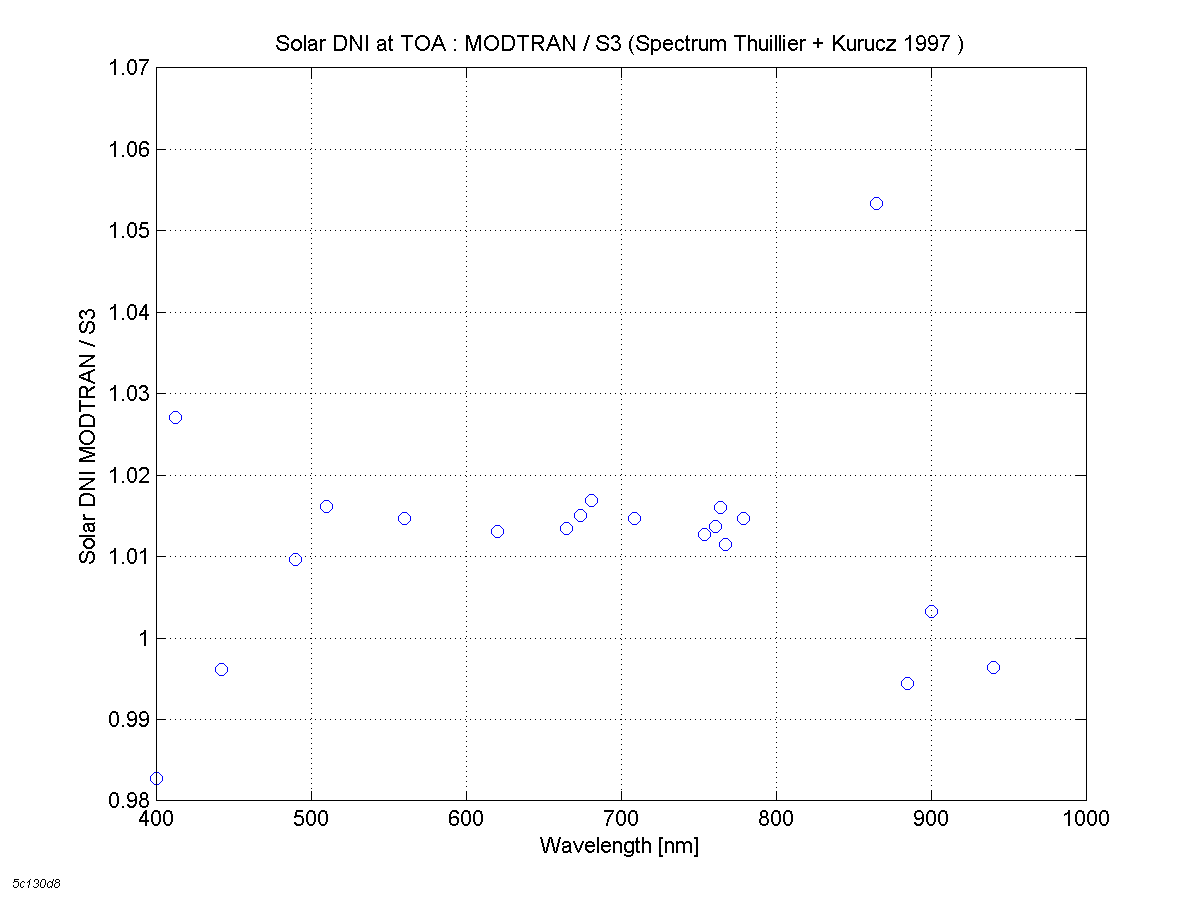 Solar DNI at TOA : MODTRAN / S3 (Spectrum Thuillier + Kurucz 1997 )
1.07
1.06
1.05
1.04
1.03
1.02
1.01
1
0.99
0.98
Solar DNI MODTRAN / S3
400 500 600 700 800 900 1000
Wavelength [nm]
5c130d8